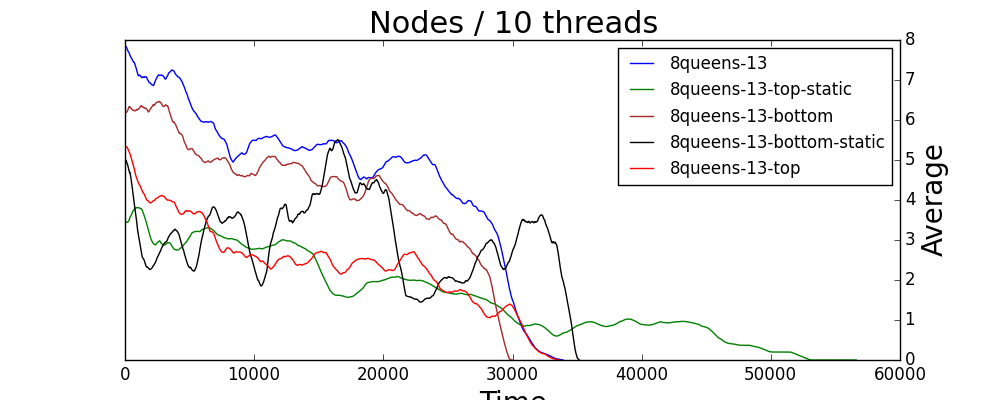 Nodes / 10 threads
8queens-13
8queens-13-top-static
8queens-13-bottom
8queens-13-bottom-static
8queens-13-top
8
7
6
5
4
3
2
1
0
Average
0 10000 20000 30000 40000 50000 60000
Time